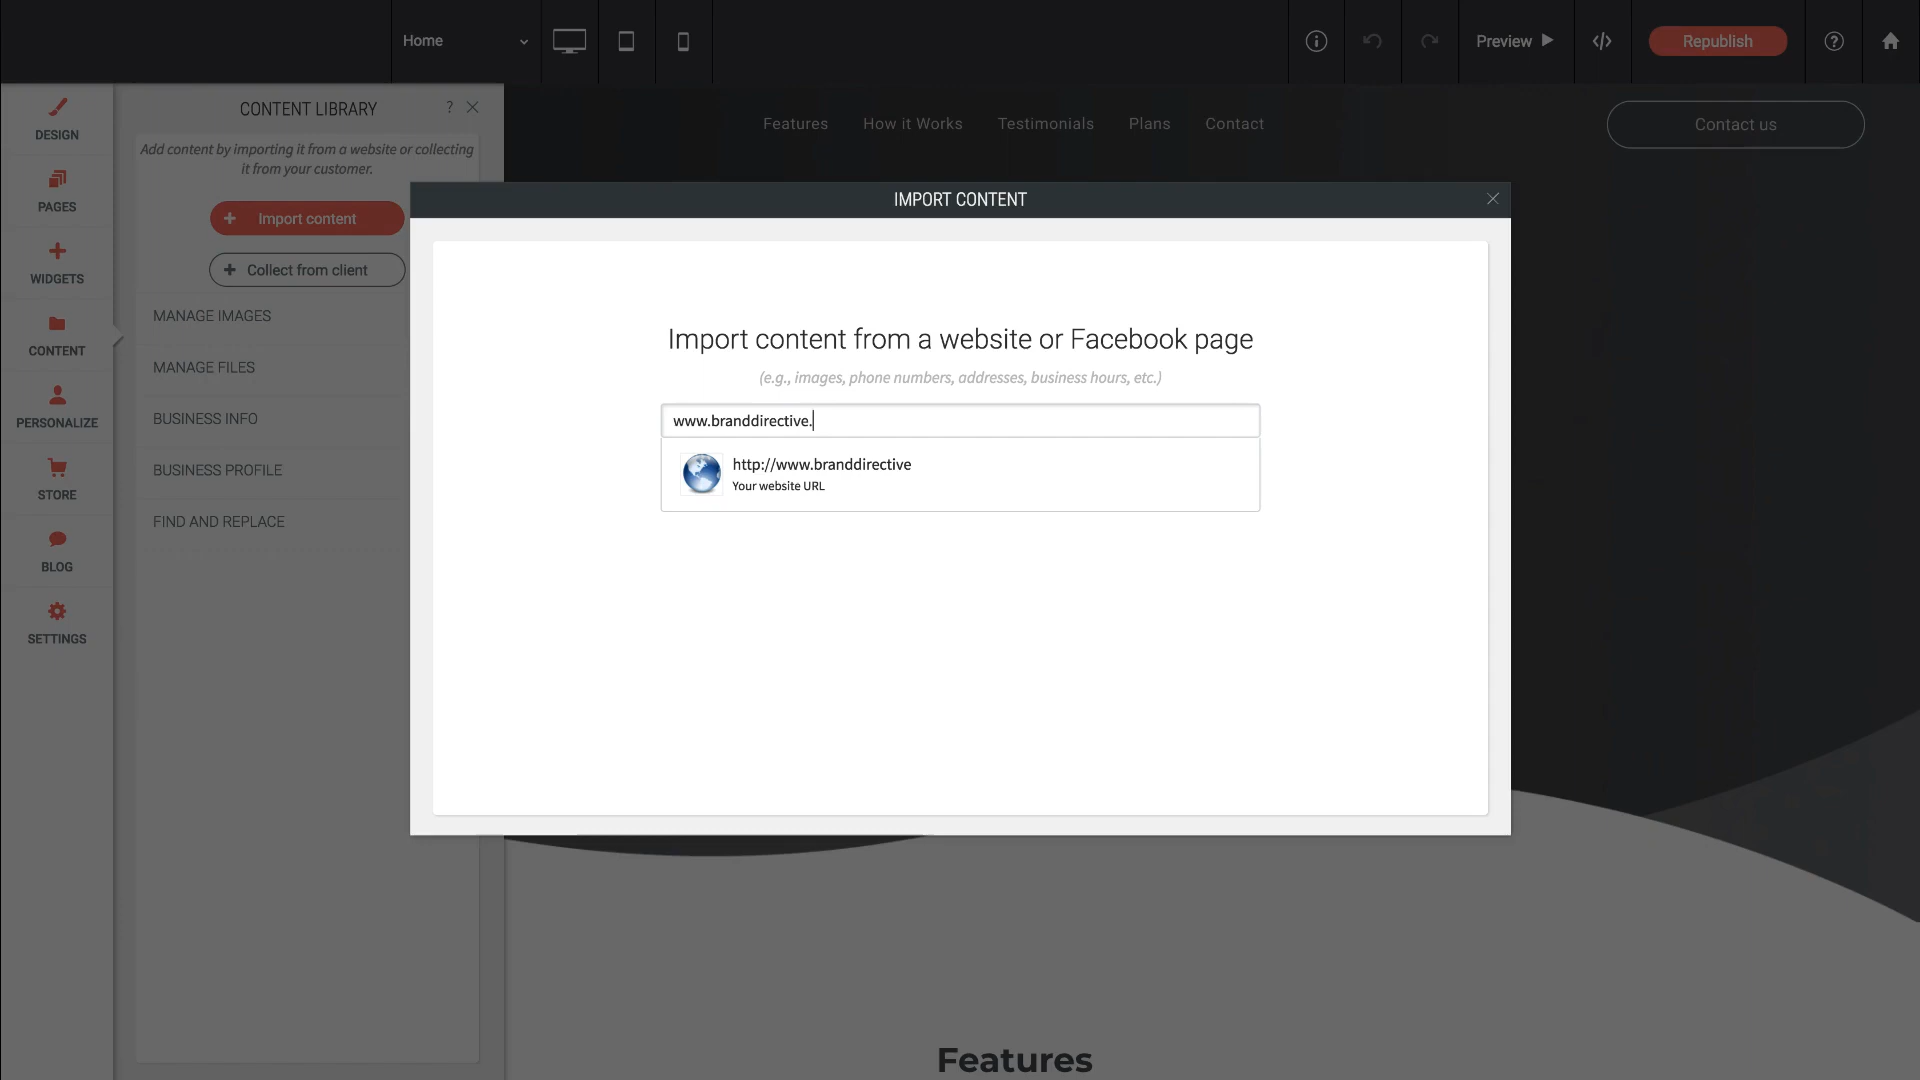 Home
Preview
Republish
DESIGN
PAGES
WIDGETS
CONTENT
PERSONALIZE
STORE
BLOG
SETTINGS
CONTENT LIBRARY ?
Add content by importing it from a website or collecting
it from your customer.
+ Import content
+ Collect from client
MANAGE IMAGES
MANAGE FILES
BUSINESS INFO
BUSINESS PROFILE
FIND AND REPLACE
Features How it Works Testimonials Plans Contact
Contact us
IMPORT CONTENT
Import content from a website or Facebook page
(e.g., images, phone numbers, addresses, business hours, etc.)
www.branddirective.
http://www.branddirective
Your website URL
Features